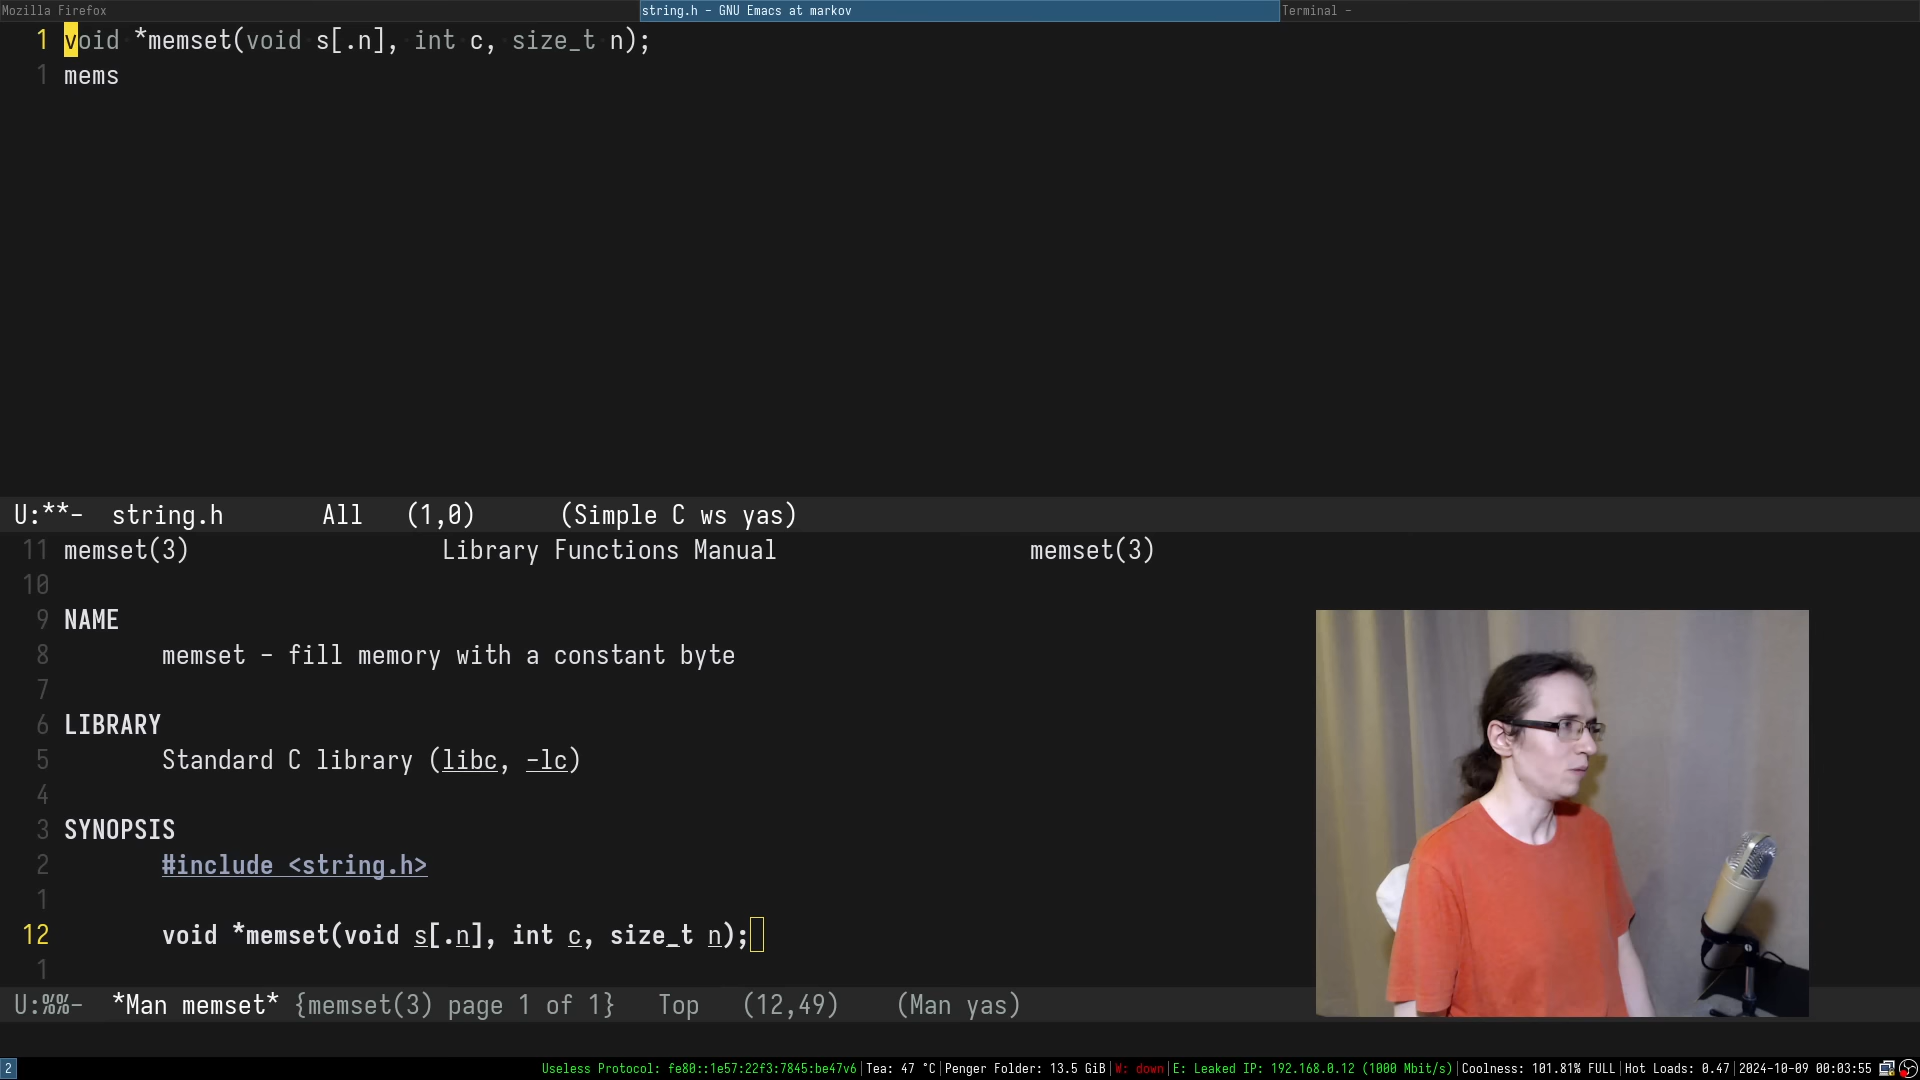 Mozilla Firefox
string.h - GNU Emacs at markov
Terminal -
1 void *memset(void s[.n], int c, size_t n);
1 mems
U:**- string.h All (1,0) (Simple C ws yas)
11 memset(3) Library Functions Manual memset(3)
10
9 NAME
8 memset - fill memory with a constant byte
7
6 LIBRARY
5 Standard C library (libc, -lc)
4
3 SYNOPSIS
2 #include <string.h>
1
12 void *memset(void s[.n], int c, size_t n);
1
U:%%- *Man memset* {memset(3) page 1 of 1} Top (12,49) (Man yas)
2 Useless Protocol: fe80::1e57:22f3:7845:be47v6|Tea: 47 °C|Penger Folder: 13.5 GiB|W: down|E: Leaked IP: 192.168.0.12 (1000 Mbit/s)|Coolness: 101.81% FULL|Hot Loads: 0.47|2024-10-09 00:03:55